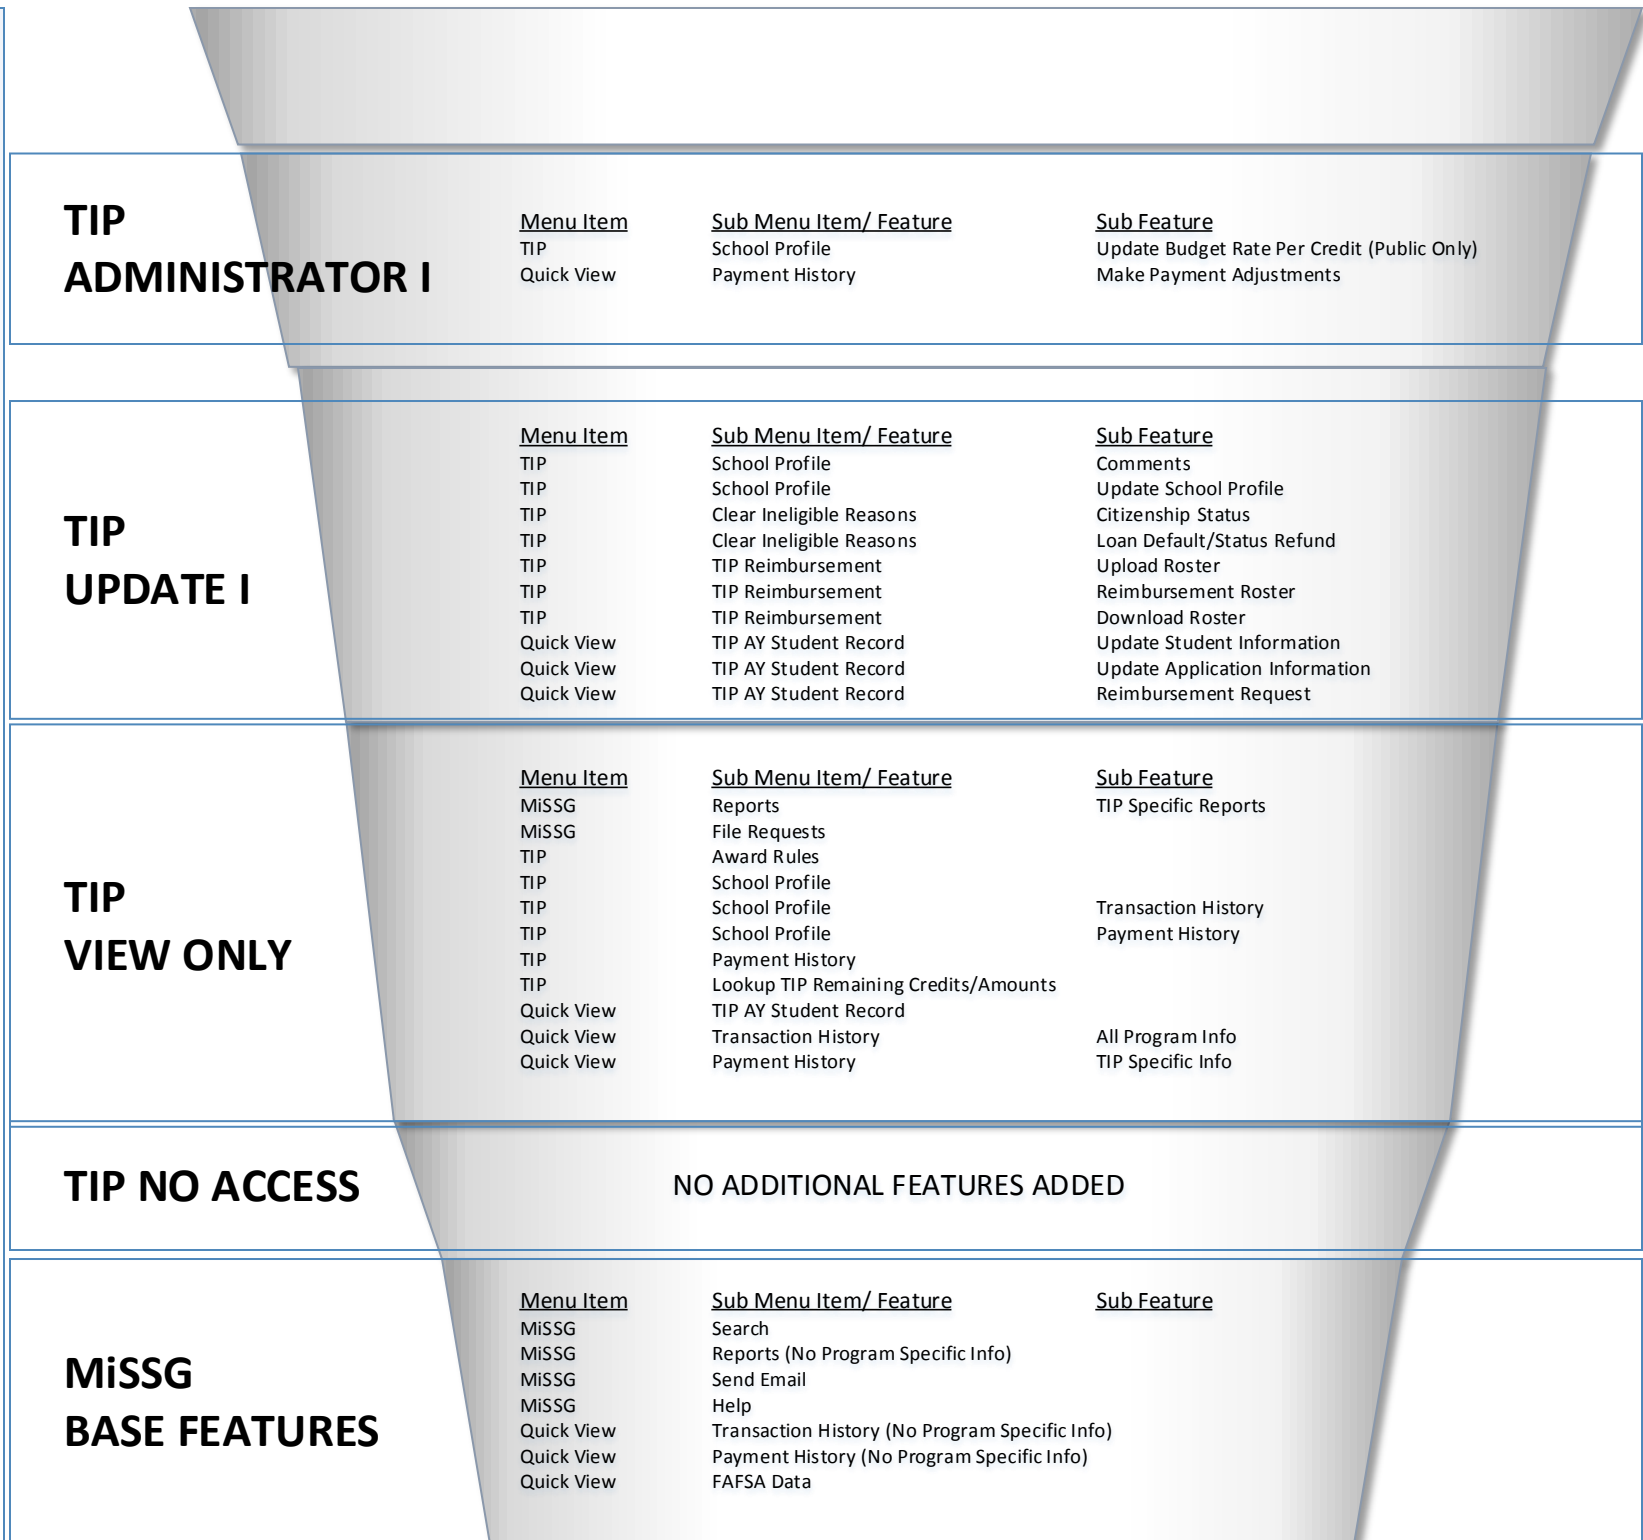 TIP
ADMINISTRATOR I
Menu Item Sub Menu Item/ Feature Sub Feature
TIP School Profile Update Budget Rate Per Credit (Public Only)
Quick View Payment History Make Payment Adjustments
TIP
UPDATE I
Menu Item Sub Menu Item/ Feature Sub Feature
TIP School Profile Comments
TIP School Profile Update School Profile
TIP Clear Ineligible Reasons Citizenship Status
TIP Clear Ineligible Reasons Loan Default/Status Refund
TIP TIP Reimbursement Upload Roster
TIP TIP Reimbursement Reimbursement Roster
TIP TIP Reimbursement Download Roster
Quick View TIP AY Student Record Update Student Information
Quick View TIP AY Student Record Update Application Information
Quick View TIP AY Student Record Reimbursement Request
TIP
VIEW ONLY
Menu Item Sub Menu Item/ Feature Sub Feature
MiSSG Reports TIP Specific Reports
MiSSG File Requests
TIP Award Rules
TIP School Profile
TIP School Profile Transaction History
TIP School Profile Payment History
TIP Payment History
TIP Lookup TIP Remaining Credits/Amounts
Quick View TIP AY Student Record
Quick View Transaction History All Program Info
Quick View Payment History TIP Specific Info
TIP NO ACCESS NO ADDITIONAL FEATURES ADDED
MiSSG
BASE FEATURES
Menu Item Sub Menu Item/ Feature Sub Feature
MiSSG Search
MiSSG Reports (No Program Specific Info)
MiSSG Send Email
MiSSG Help
Quick View Transaction History (No Program Specific Info)
Quick View Payment History (No Program Specific Info)
Quick View FAFSA Data